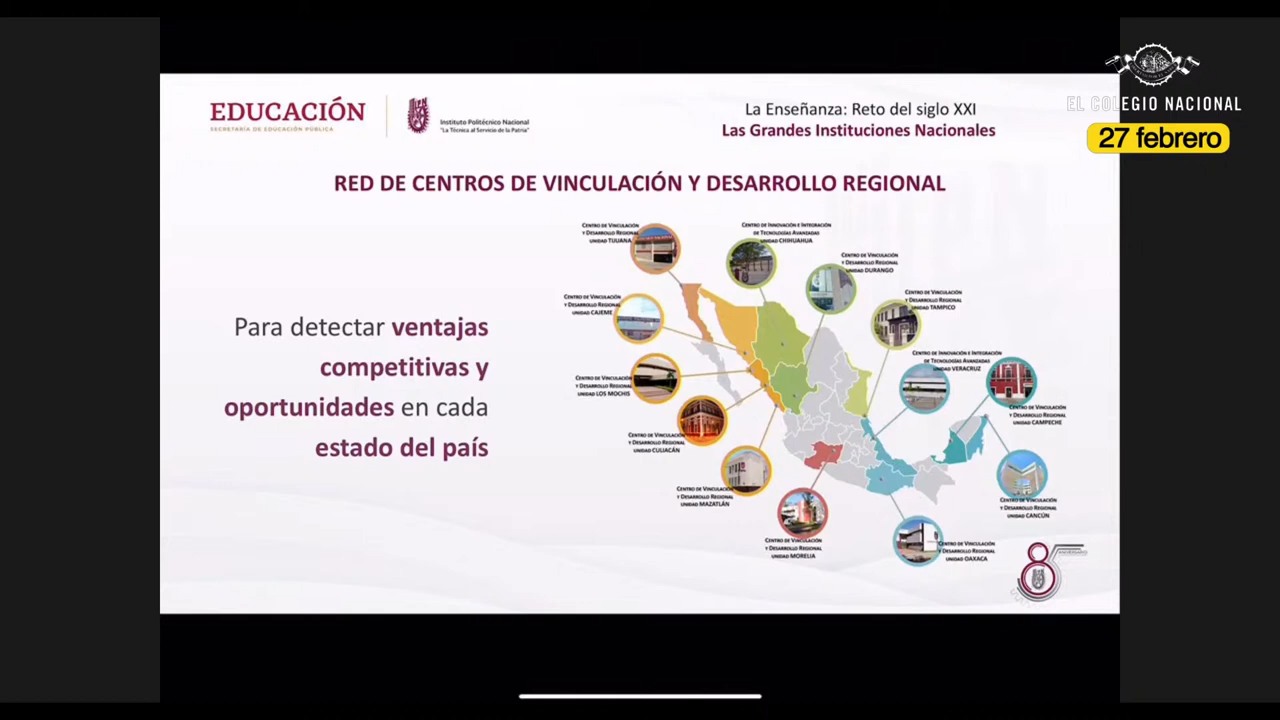 EDUCACIÓN
SECRETARÍA DE EDUCACIÓN PÚBLICA
Instituto Politécnico Nacional
"La Técnica al Servicio de la Patria"
La Enseñanza: Reto del siglo XXI
Las Grandes Instituciones Nacionales
EL COLEGIO NACIONAL
27 febrero
RED DE CENTROS DE VINCULACIÓN Y DESARROLLO REGIONAL
Para detectar ventajas
competitivas y
oportunidades en cada
estado del país
CENTRO DE VINCULACIÓN
Y DESARROLLO REGIONAL
UNIDAD TIJUANA
CENTRO DE INNOVACIÓN E INTEGRACIÓN
DE TECNOLOGÍAS AVANZADAS
UNIDAD CHIHUAHUA
CENTRO DE VINCULACIÓN
Y DESARROLLO REGIONAL
UNIDAD DURANGO
CENTRO DE VINCULACIÓN
Y DESARROLLO REGIONAL
UNIDAD CAJEME
CENTRO DE VINCULACIÓN
Y DESARROLLO REGIONAL
UNIDAD TAMPICO
CENTRO DE INNOVACIÓN E INTEGRACIÓN
DE TECNOLOGÍAS AVANZADAS
UNIDAD VERACRUZ
CENTRO DE VINCULACIÓN
Y DESARROLLO REGIONAL
UNIDAD LOS MOCHIS
CENTRO DE VINCULACIÓN
Y DESARROLLO REGIONAL
UNIDAD CAMPECHE
CENTRO DE VINCULACIÓN
Y DESARROLLO REGIONAL
UNIDAD CULIACÁN
CENTRO DE VINCULACIÓN
Y DESARROLLO REGIONAL
UNIDAD MAZATLÁN
CENTRO DE VINCULACIÓN
Y DESARROLLO REGIONAL
UNIDAD CANCÚN
CENTRO DE VINCULACIÓN
Y DESARROLLO REGIONAL
UNIDAD MORELIA
CENTRO DE VINCULACIÓN
Y DESARROLLO REGIONAL
UNIDAD OAXACA
85